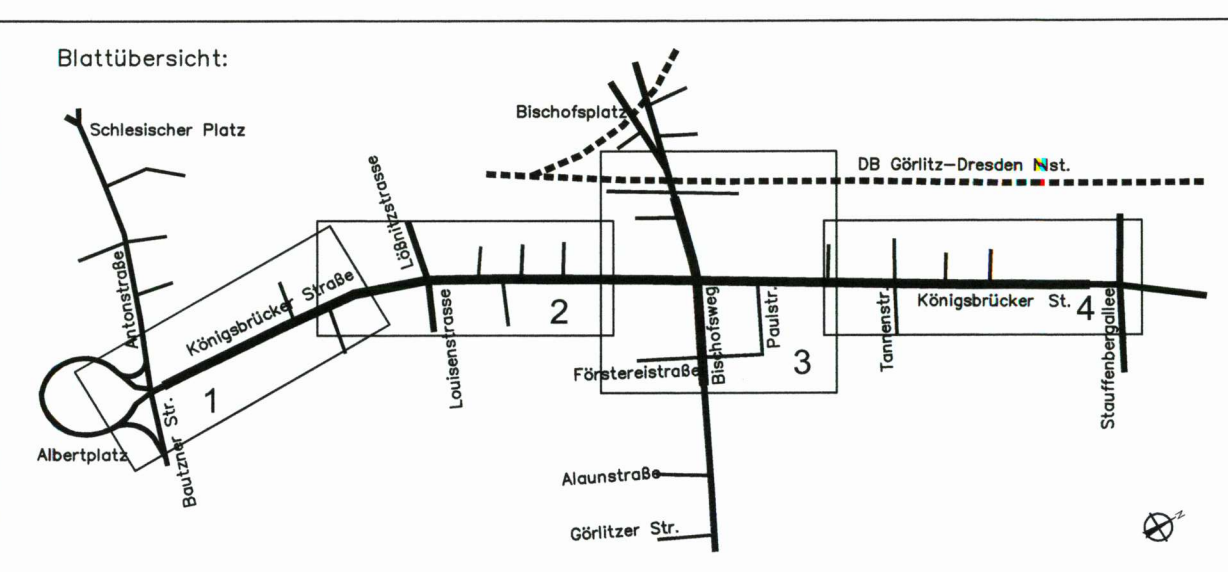 Blattübersicht:
Schlesischer Platz
Bischofsplatz
DB Görlitz-Dresden Nst.
Lößnitzstrasse
Antonstraße
Königsbrücker Straße
Louisenstrasse
2
Bischofsweg
Paulstr.
Tannenstr.
Königsbrücker St.
4
Stauffenbergallee
3
Förstereistraße
1
Albertplatz
Bautzner Str.
Alaunstraße
Görlitzer Str.
N